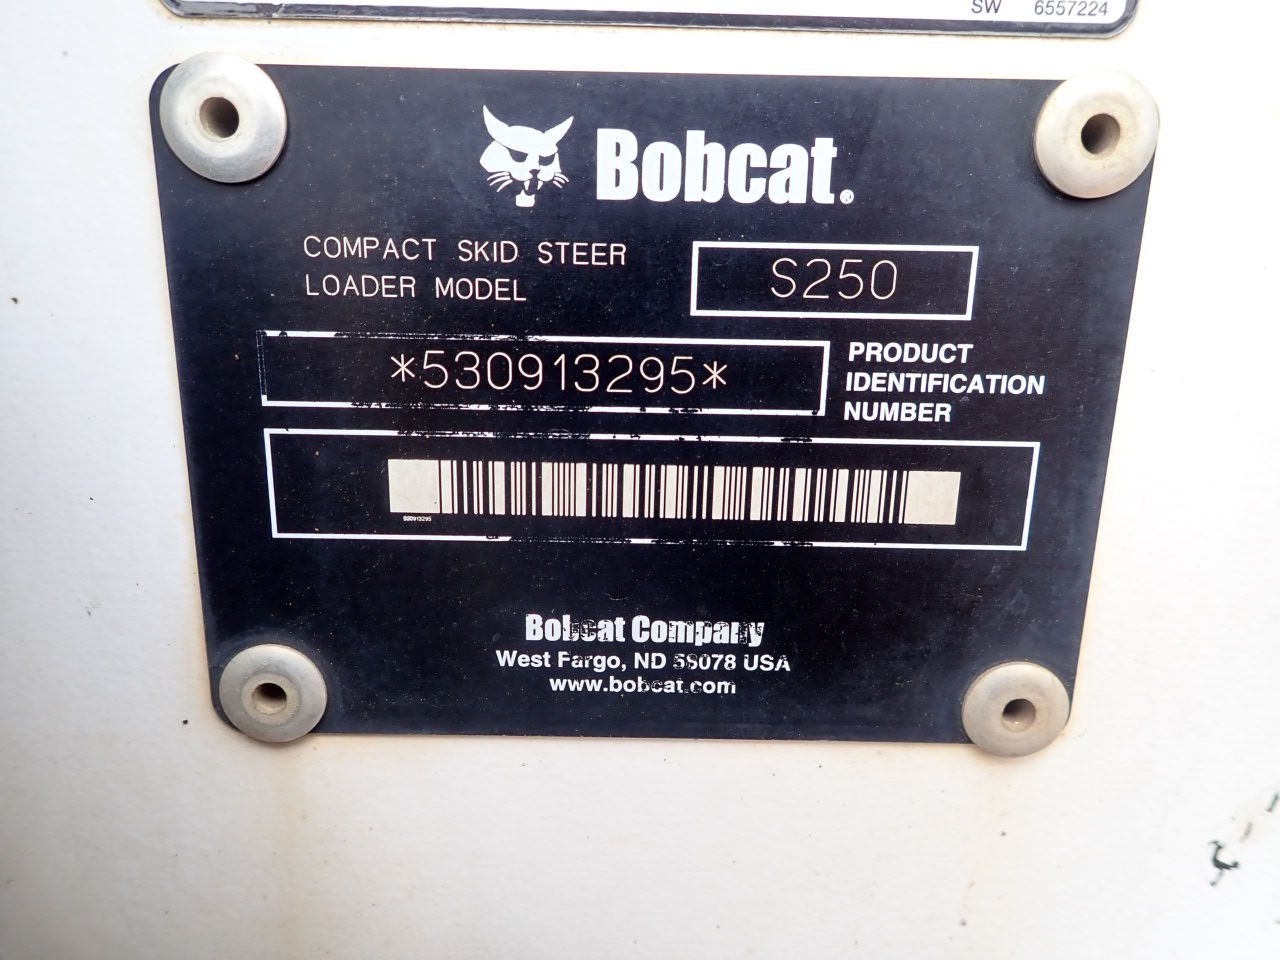 SW 6557224
Bobcat.
COMPACT SKID STEER
LOADER MODEL
S250
*530913295*
PRODUCT
IDENTIFICATION
NUMBER
530913295
Bobcat Company
West Fargo, ND 58078 USA
www.bobcat.com